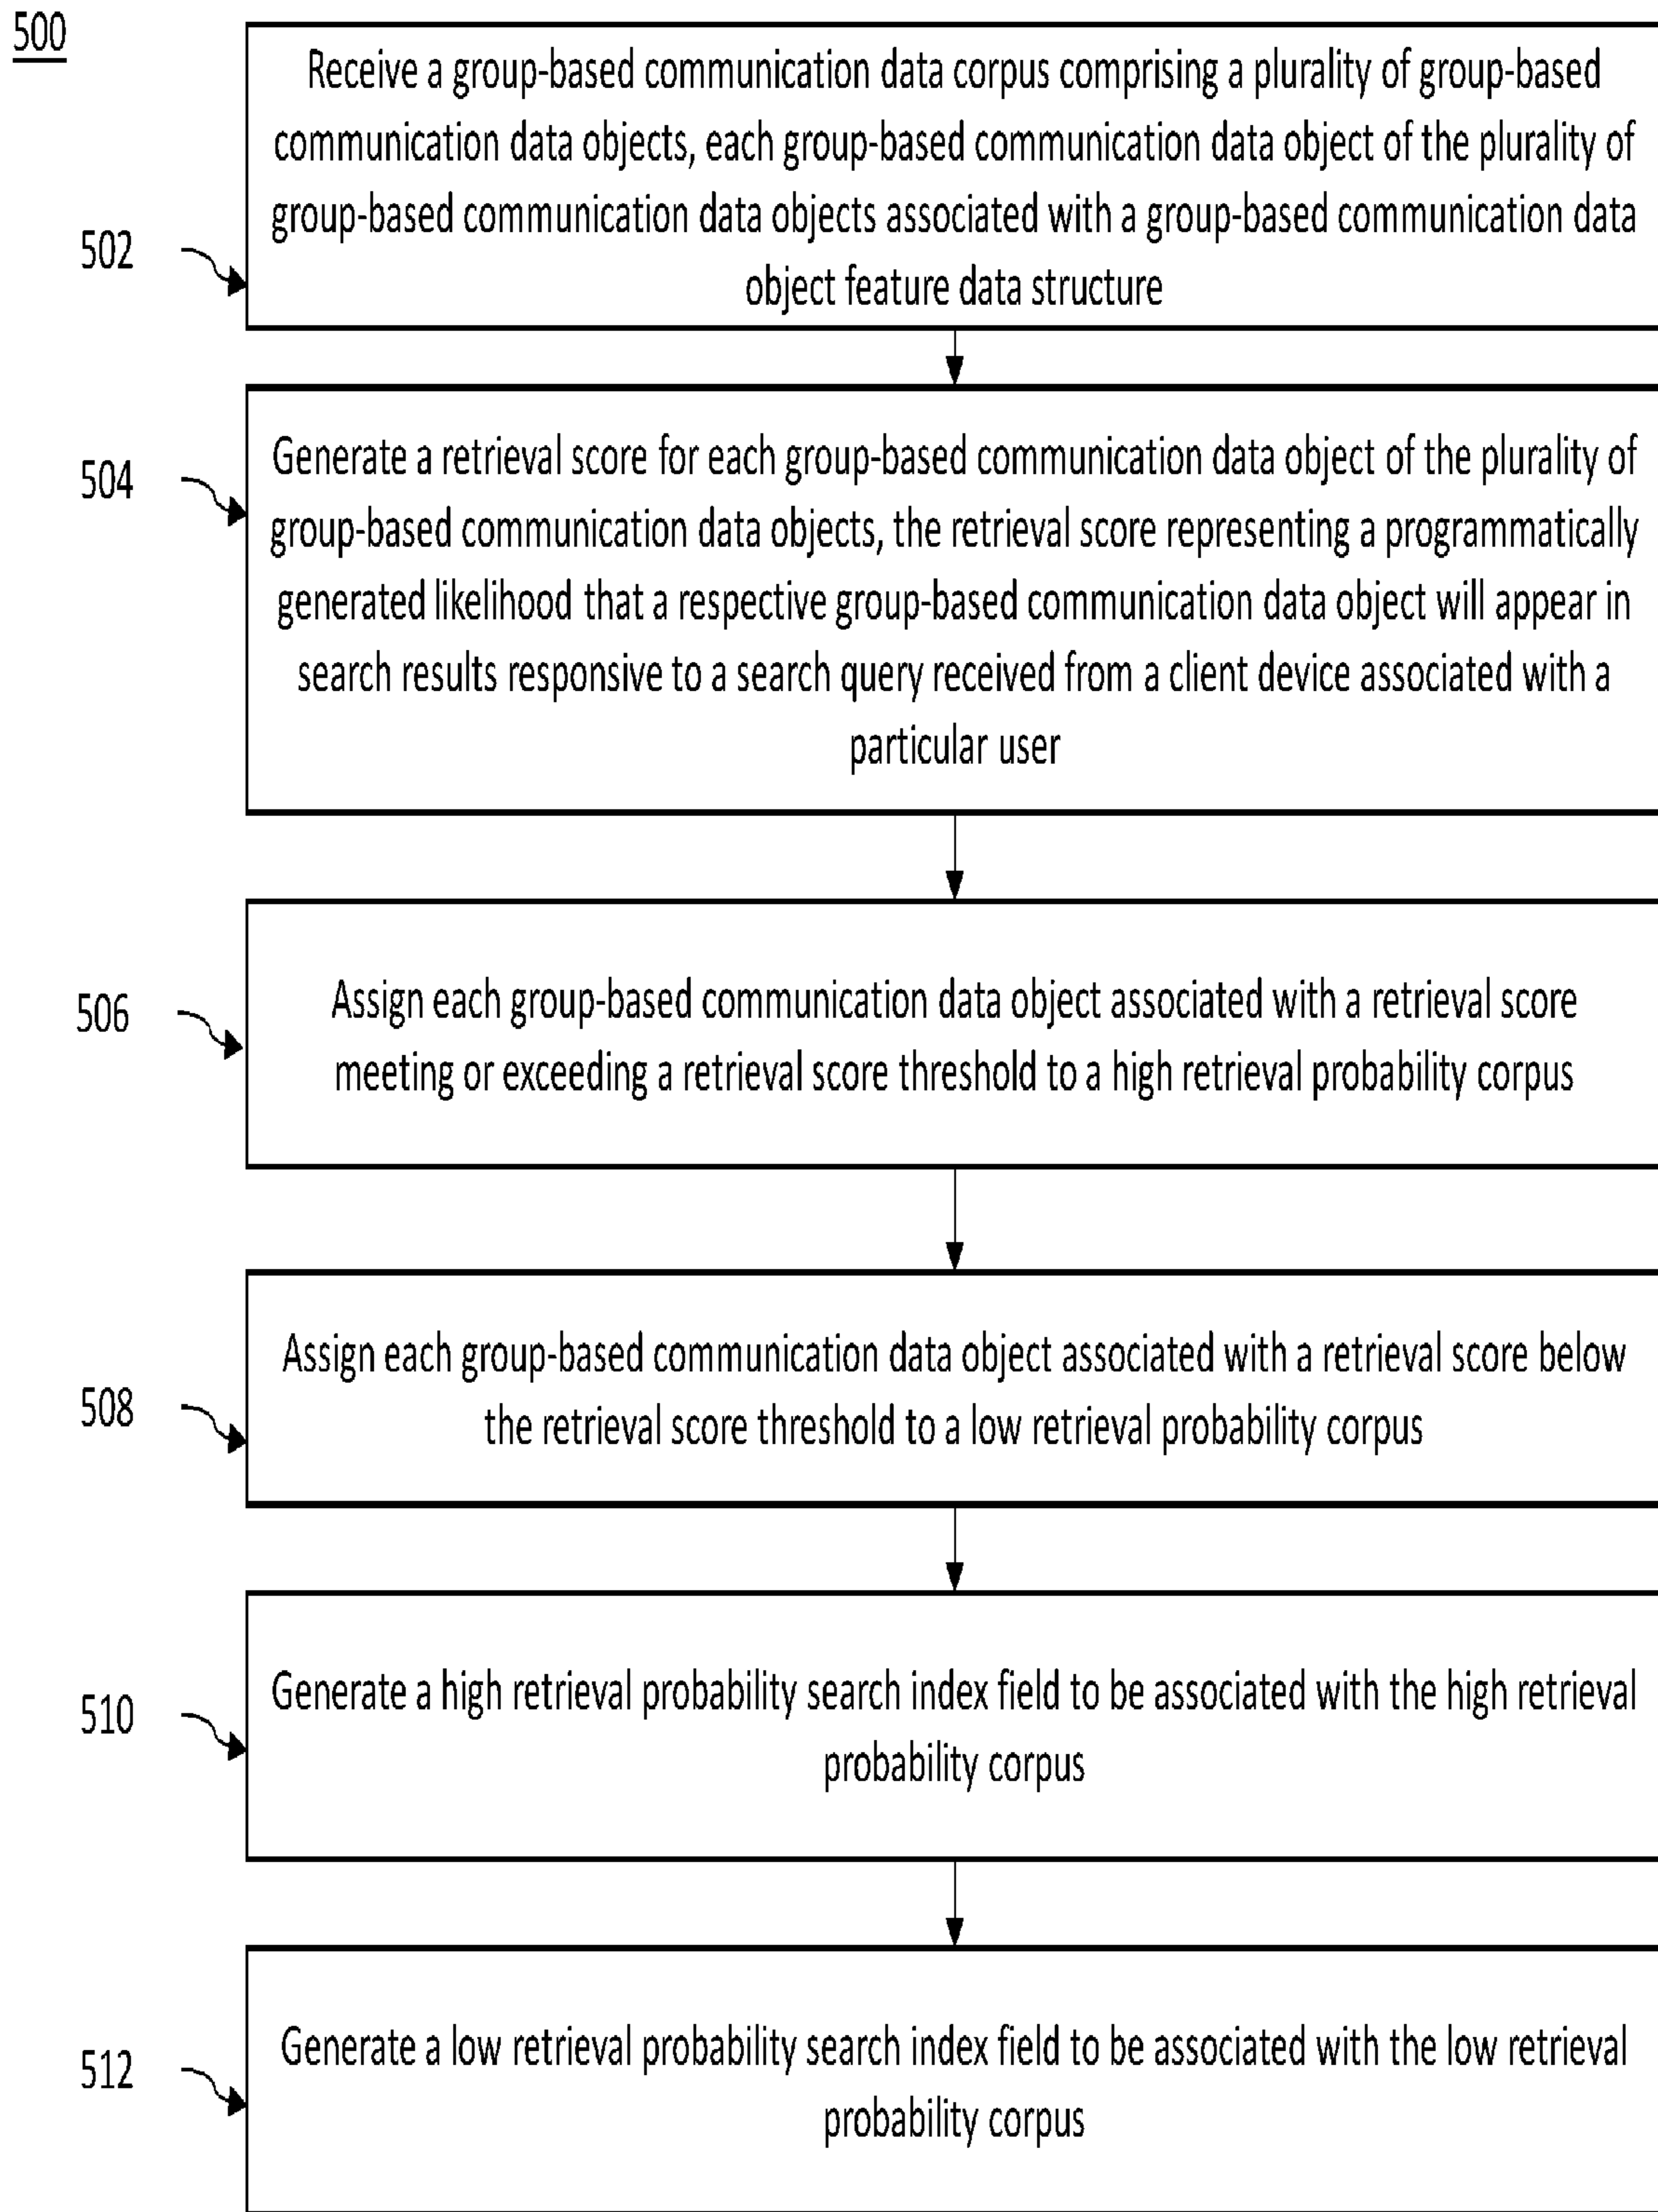 500
Receive a group-based communication data corpus comprising a plurality of group-based
communication data objects, each group-based communication data object of the plurality of
group-based communication data objects associated with a group-based communication data
object feature data structure
502
Generate a retrieval score for each group-based communication data object of the plurality of
group-based communication data objects, the retrieval score representing a programmatically
generated likelihood that a respective group-based communication data object will appear in
search results responsive to a search query received from a client device associated with a
particular user
504
Assign each group-based communication data object associated with a retrieval score
meeting or exceeding a retrieval score threshold to a high retrieval probability corpus
506
Assign each group-based communication data object associated with a retrieval score below
the retrieval score threshold to a low retrieval probability corpus
508
Generate a high retrieval probability search index field to be associated with the high retrieval
probability corpus
510
Generate a low retrieval probability search index field to be associated with the low retrieval
probability corpus
512